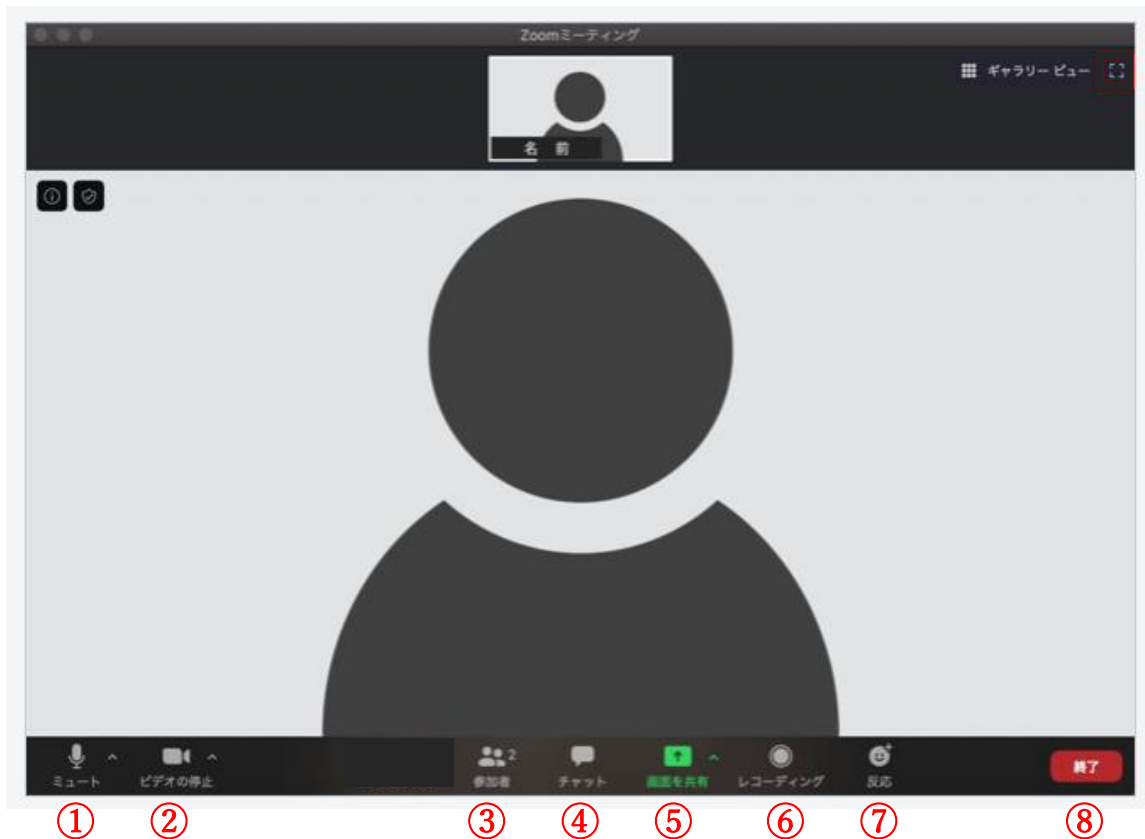 Zoomミーティング
ギャラリー ビュー
名 前
2
ミュート ビデオの停止 参加者 チャット 画面を共有 レコーディング 反応 終了
① ② ③ ④ ⑤ ⑥ ⑦ ⑧